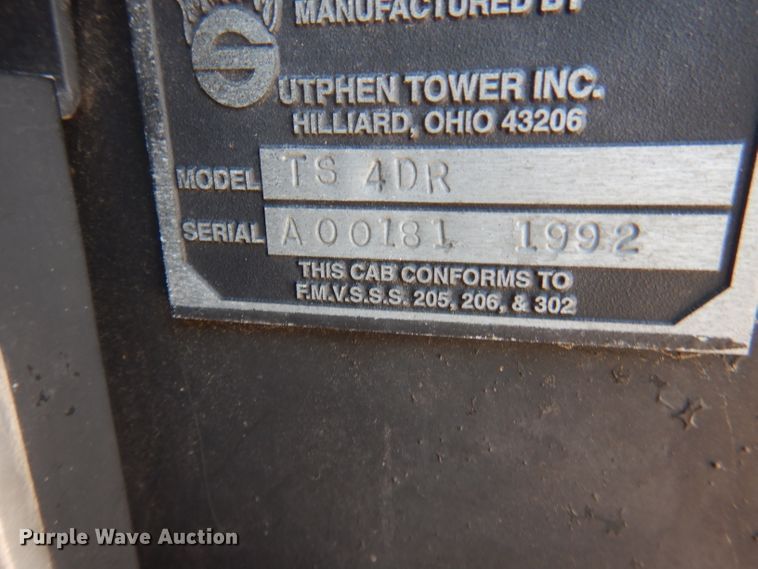 MANUFACTURED BY
SUTPHEN TOWER INC.
HILLIARD, OHIO 43206
MODEL TS 4DR
SERIAL A00181 1992
THIS CAB CONFORMS TO
F.M.V.S.S.S. 205, 206, & 302
Purple Wave Auction